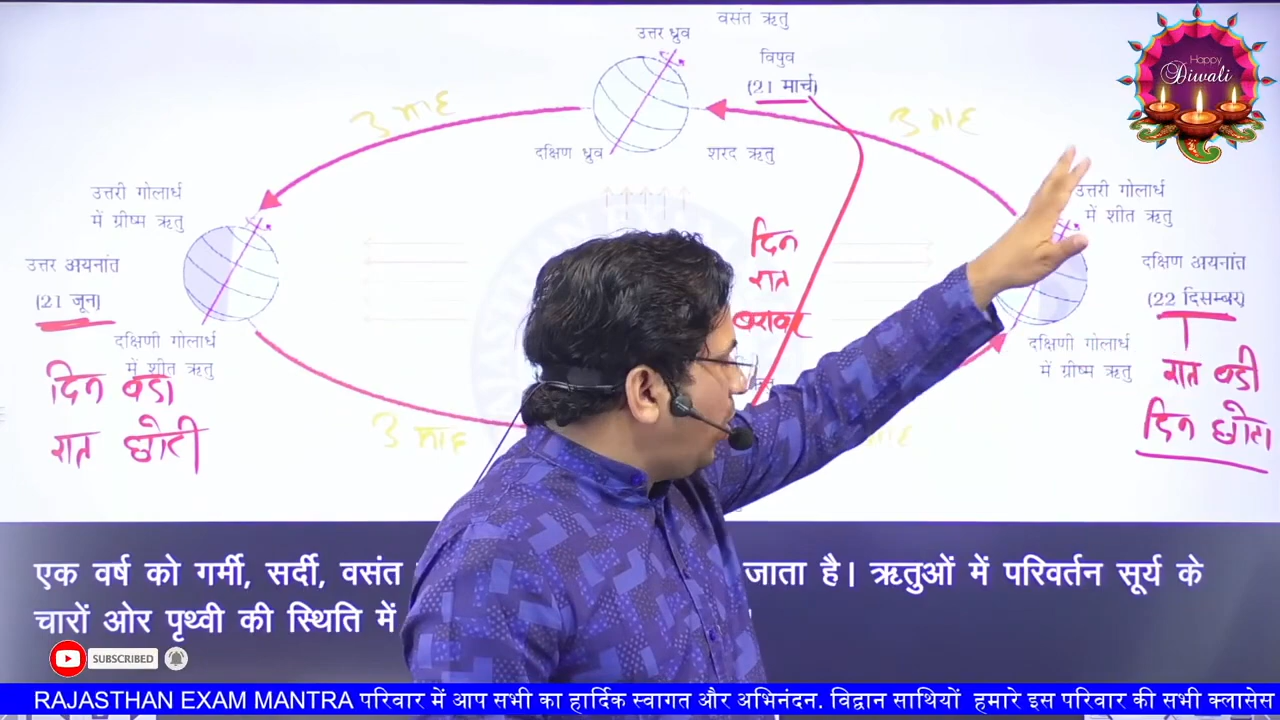 वसंत ऋतु
उत्तर ध्रुव
विषुव
(21 मार्च)
Happy
Diwali
3 माह
3 माह
दक्षिण ध्रुव
शरद ऋतु
उत्तरी गोलार्ध
में ग्रीष्म ऋतु
उत्तरी गोलार्ध
में शीत ऋतु
उत्तर अयनांत
(21 जून)
दक्षिण अयनांत
(22 दिसम्बर)
दिन
रात
बराबर
दक्षिणी गोलार्ध
में शीत ऋतु
दक्षिणी गोलार्ध
में ग्रीष्म ऋतु
दिन बडा
रात छोटी
रात बडी
दिन छोटा
3 माह
एक वर्ष को गर्मी, सर्दी, वसंत जाता है। ऋतुओं में परिवर्तन सूर्य के
चारों ओर पृथ्वी की स्थिति में
SUBSCRIBED
RAJASTHAN EXAM MANTRA परिवार में आप सभी का हार्दिक स्वागत और अभिनंदन. विद्वान साथियों हमारे इस परिवार की सभी क्लासेस